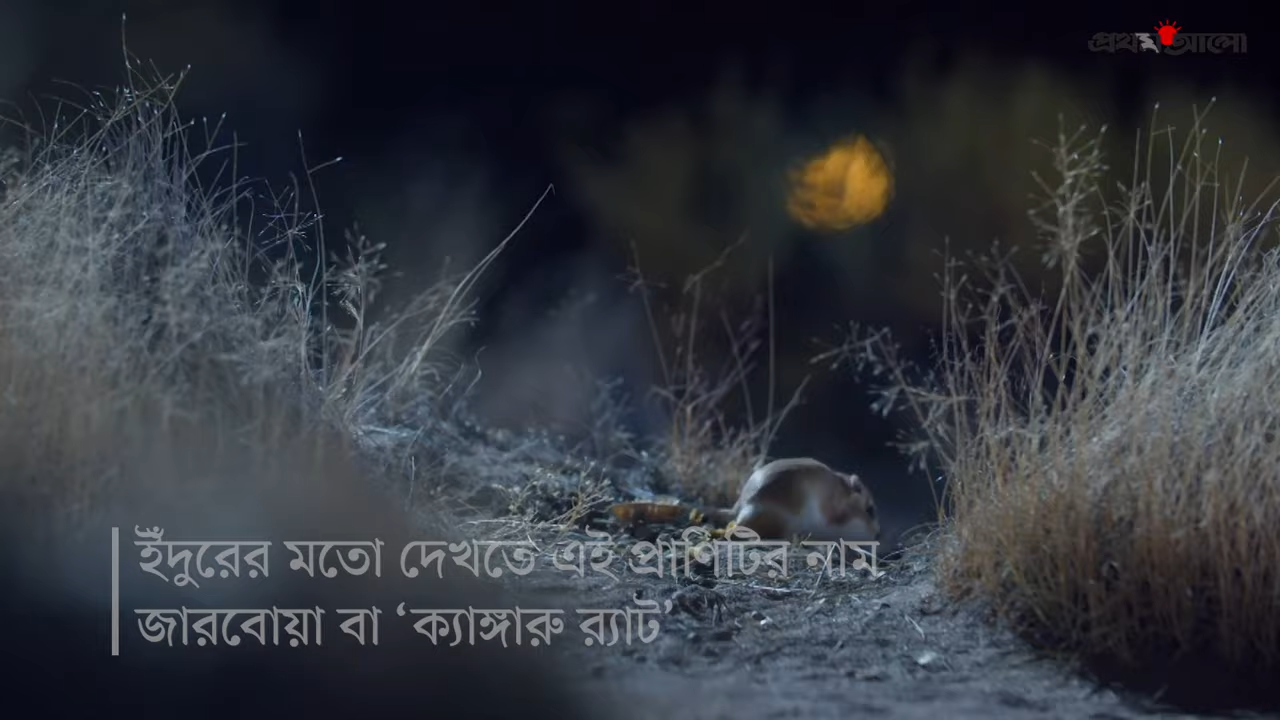 প্রথম আলো
ইঁদুরের মতো দেখতে এই প্রাণিটির নাম
জারবোয়া বা ‘ক্যাঙ্গারু র‍্যাট’